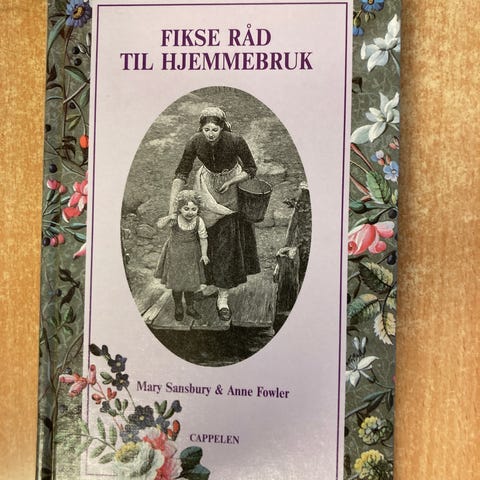 FIKSE RÅD
TIL HJEMMEBRUK
Mary Sansbury & Anne Fowler
CAPPELEN